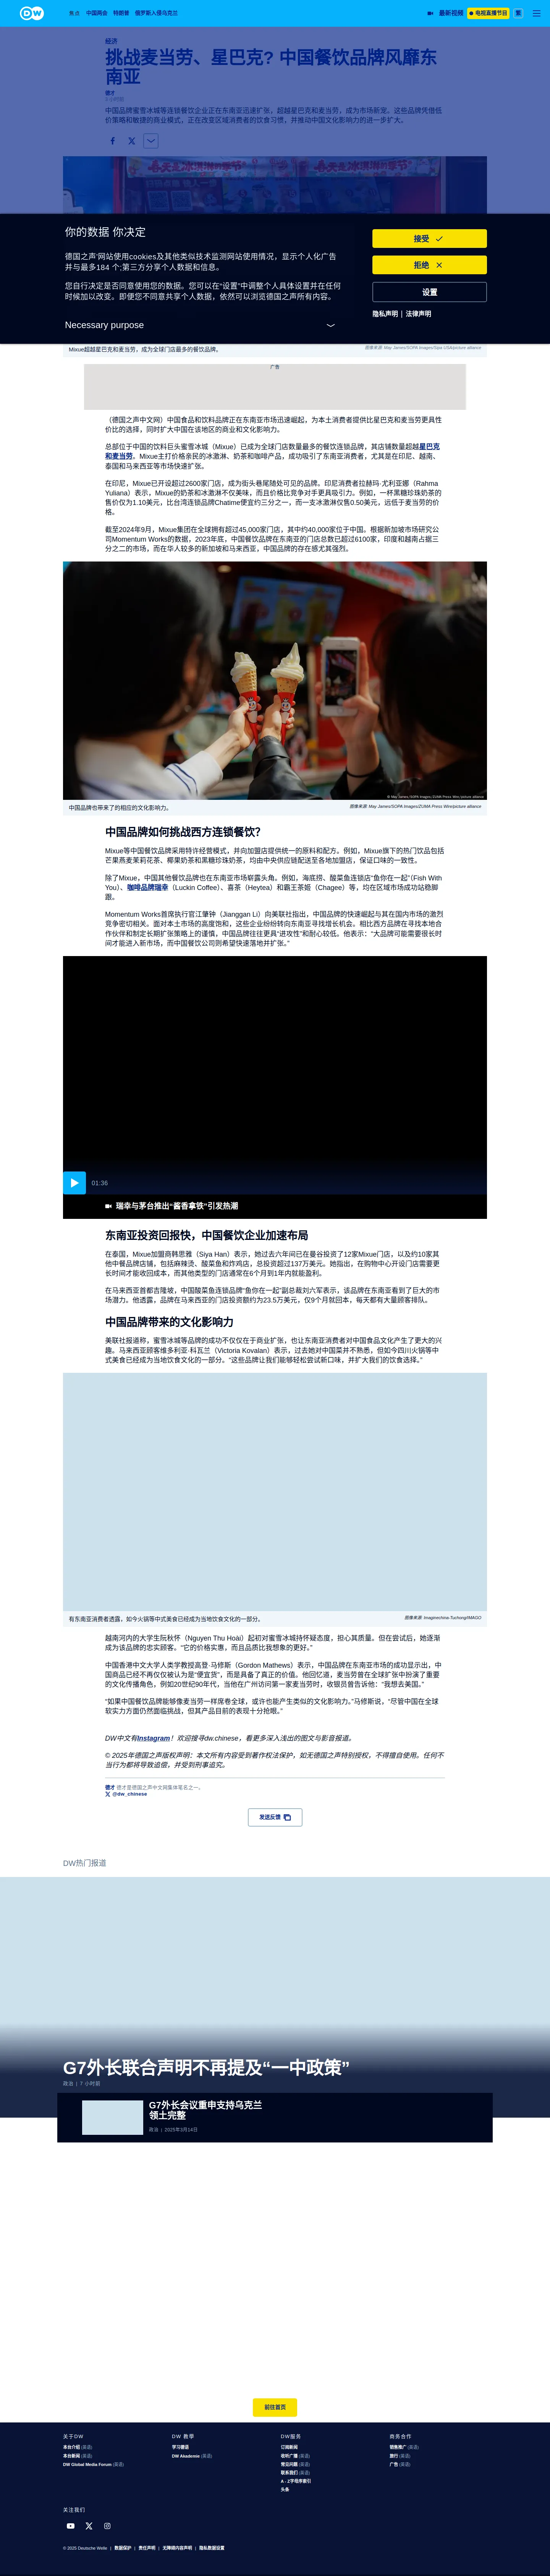 DW
焦点 中国两会 特朗普 俄罗斯入侵乌克兰
最新视频
电视直播节目
繁
经济
挑战麦当劳、星巴克? 中国餐饮品牌风靡东
南亚
德才
中国品牌蜜雪冰城等连锁餐饮企业正在东南亚迅速扩张，超越星巴克和麦当劳，成为市场新宠。这些品牌凭借低
价策略和敏捷的商业模式，正在改变区域消费者的饮食习惯，并推动中国文化影响力的进一步扩大。
你的数据 你决定
德国之声网站使用cookies及其他类似技术监测网站使用情况，显示个人化广告
并与最多184 个;第三方分享个人数据和信息。
您自行决定是否同意使用您的数据。您可以在“设置”中调整个人具体设置并在任何
时候加以改变。即便您不同意共享个人数据，依然可以浏览德国之声所有内容。
Necessary purpose
接受
拒绝
设置
隐私声明 | 法律声明
Mixue超越星巴克和麦当劳，成为全球门店最多的餐饮品牌。
图像来源: May James/SOPA Images/Sipa USA/picture alliance
广告
（德国之声中文网）中国食品和饮料品牌正在东南亚市场迅速崛起，为本土消费者提供比星巴克和麦当劳更具性
价比的选择，同时扩大中国在该地区的商业和文化影响力。
总部位于中国的饮料巨头蜜雪冰城（Mixue）已成为全球门店数量最多的餐饮连锁品牌，其店铺数量超越星巴克
和麦当劳。Mixue主打价格亲民的冰激淋、奶茶和咖啡产品，成功吸引了东南亚消费者，尤其是在印尼、越南、
泰国和马来西亚等市场快速扩张。
在印尼，Mixue已开设超过2600家门店，成为街头巷尾随处可见的品牌。印尼消费者拉赫玛·尤利亚娜（Rahma
Yuliana）表示，Mixue的奶茶和冰激淋不仅美味，而且价格比竞争对手更具吸引力。例如，一杯黑糖珍珠奶茶的
售价仅为1.10美元，比台湾连锁品牌Chatime便宜约三分之一，而一支冰激淋仅售0.50美元，远低于麦当劳的价
格。
截至2024年9月，Mixue集团在全球拥有超过45,000家门店，其中约40,000家位于中国。根据新加坡市场研究公
司Momentum Works的数据，2023年底，中国餐饮品牌在东南亚的门店总数已超过6100家，印度和越南占据三
分之二的市场，而在华人较多的新加坡和马来西亚，中国品牌的存在感尤其强烈。
© May James/SOPA Images/ZUMA Press Wire/picture alliance
中国品牌也带来了的相应的文化影响力。
图像来源: May James/SOPA Images/ZUMA Press Wire/picture alliance
中国品牌如何挑战西方连锁餐饮?
Mixue等中国餐饮品牌采用特许经营模式，并向加盟店提供统一的原料和配方。例如，Mixue旗下的热门饮品包括
芒果燕麦茉莉花茶、椰果奶茶和黑糖珍珠奶茶，均由中央供应链配送至各地加盟店，保证口味的一致性。
除了Mixue，中国其他餐饮品牌也在东南亚市场崭露头角。例如，海底捞、酸菜鱼连锁店“鱼你在一起”（Fish With
You）、咖啡品牌瑞幸（Luckin Coffee）、喜茶（Heytea）和霸王茶姬（Chagee）等，均在区域市场成功站稳脚
跟。
Momentum Works首席执行官江肇钟（Jianggan Li）向美联社指出，中国品牌的快速崛起与其在国内市场的激烈
竞争密切相关。面对本土市场的高度饱和，这些企业纷纷转向东南亚寻找增长机会。相比西方品牌在寻找本地合
作伙伴和制定长期扩张策略上的谨慎，中国品牌往往更具“进攻性”和耐心较低。他表示：“大品牌可能需要很长时
间才能进入新市场，而中国餐饮公司则希望快速落地并扩张。”
01:36
瑞幸与茅台推出“酱香拿铁”引发热潮
东南亚投资回报快，中国餐饮企业加速布局
在泰国，Mixue加盟商韩思雅（Siya Han）表示，她过去六年间已在曼谷投资了12家Mixue门店，以及约10家其
他中餐品牌店铺，包括麻辣烫、酸菜鱼和炸鸡店，总投资超过137万美元。她指出，在购物中心开设门店需要更
长时间才能收回成本，而其他类型的门店通常在6个月到1年内就能盈利。
在马来西亚首都吉隆坡，中国酸菜鱼连锁品牌“鱼你在一起”副总裁刘六军表示，该品牌在东南亚看到了巨大的市
场潜力。他透露，品牌在马来西亚的门店投资额约为23.5万美元，仅9个月就回本，每天都有大量顾客排队。
中国品牌带来的文化影响力
美联社报道称，蜜雪冰城等品牌的成功不仅仅在于商业扩张，也让东南亚消费者对中国食品文化产生了更大的兴
趣。马来西亚顾客维多利亚·科瓦兰（Victoria Kovalan）表示，过去她对中国菜并不熟悉，但如今四川火锅等中
式美食已经成为当地饮食文化的一部分。“这些品牌让我们能够轻松尝试新口味，并扩大我们的饮食选择。”
有东南亚消费者透露，如今火锅等中式美食已经成为当地饮食文化的一部分。
图像来源: Imaginechina-Tuchong/IMAGO
越南河内的大学生阮秋怀（Nguyen Thu Hoài）起初对蜜雪冰城持怀疑态度，担心其质量。但在尝试后，她逐渐
成为该品牌的忠实顾客。“它的价格实惠，而且品质比我想象的更好。”
中国香港中文大学人类学教授高登·马修斯（Gordon Mathews）表示，中国品牌在东南亚市场的成功显示出，中
国商品已经不再仅仅被认为是“便宜货”，而是具备了真正的价值。他回忆道，麦当劳曾在全球扩张中扮演了重要
的文化传播角色，例如20世纪90年代，当他在广州访问第一家麦当劳时，收银员曾告诉他：“我想去美国。”
“如果中国餐饮品牌能够像麦当劳一样席卷全球，或许也能产生类似的文化影响力。”马修斯说，“尽管中国在全球
软实力方面仍然面临挑战，但其产品目前的表现十分抢眼。”
DW中文有Instagram！欢迎搜寻dw.chinese，看更多深入浅出的图文与影音报道。
© 2025年德国之声版权声明：本文所有内容受到著作权法保护，如无德国之声特别授权，不得擅自使用。任何不
当行为都将导致追偿，并受到刑事追究。
德才 德才是德国之声中文网集体笔名之一。
@dw_chinese
发送反馈
DW热门报道
G7外长联合声明不再提及“一中政策”
政治 | 7 小时前
G7外长会议重申支持乌克兰
领土完整
政治 | 2025年3月14日
前往首页
关于DW
本台介绍 (英语)
本台新闻 (英语)
DW Global Media Forum (英语)
DW 教學
学习德语
DW Akademie (英语)
DW服务
订阅新闻
收听广播 (英语)
常见问题 (英语)
联系我们 (英语)
A - Z字母序索引
头条
商务合作
销售推广 (英语)
旅行 (英语)
广告 (英语)
关注我们
© 2025 Deutsche Welle | 数据保护 | 责任声明 | 无障碍内容声明 | 隐私数据设置